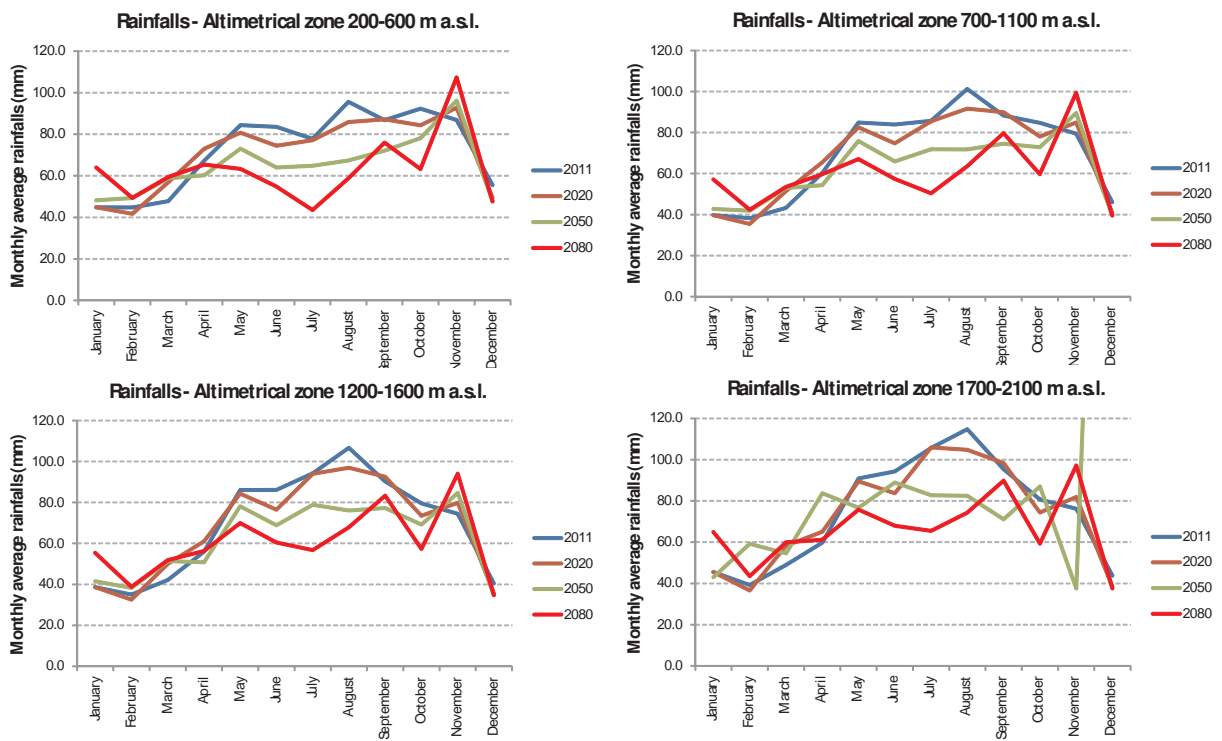 Rainfalls - Altimetrical zone 200-600 m a.s.l.
Monthly average rainfalls (mm)
120.0
100.0
80.0
60.0
40.0
20.0
0.0
January
February
March
April
May
June
July
August
September
October
November
December
2011
2020
2050
2080
Rainfalls - Altimetrical zone 700-1100 m a.s.l.
Monthly average rainfalls (mm)
120.0
100.0
80.0
60.0
40.0
20.0
0.0
January
February
March
April
May
June
July
August
September
October
November
December
2011
2020
2050
2080
Rainfalls - Altimetrical zone 1200-1600 m a.s.l.
Monthly average rainfalls (mm)
120.0
100.0
80.0
60.0
40.0
20.0
0.0
January
February
March
April
May
June
July
August
September
October
November
December
2011
2020
2050
2080
Rainfalls - Altimetrical zone 1700-2100 m a.s.l.
Monthly average rainfalls (mm)
120.0
100.0
80.0
60.0
40.0
20.0
0.0
January
February
March
April
May
June
July
August
September
October
November
December
2011
2020
2050
2080